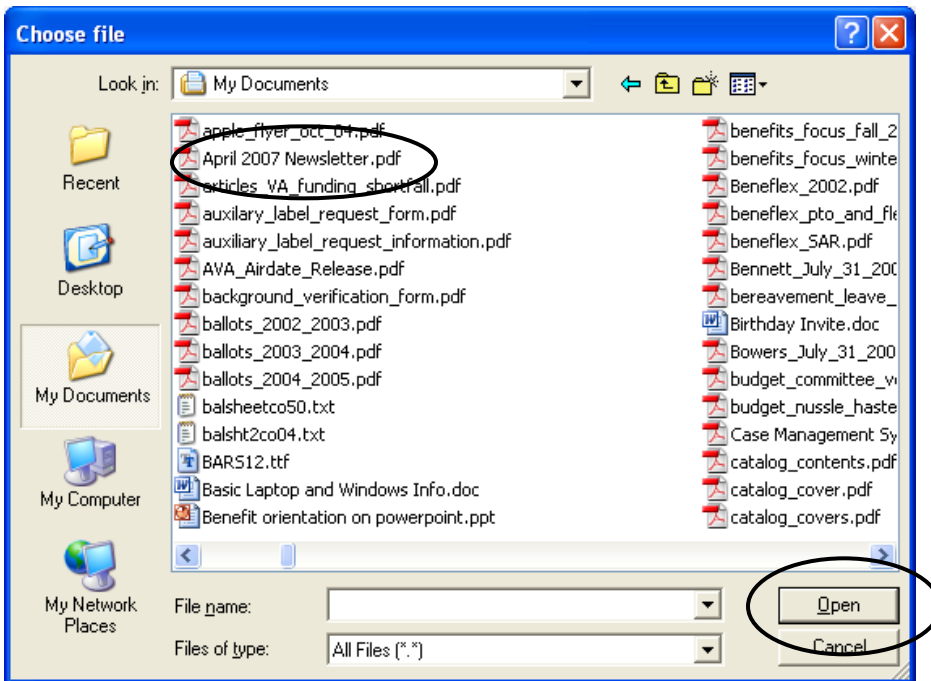 Choose file
Look in:
My Documents
Recent
Desktop
My Documents
My Computer
My Network
Places
apple_flyer_oct_04.pdf
April 2007 Newsletter.pdf
articles_VA_funding_shortfall.pdf
auxilary_label_request_form.pdf
auxiliary_label_request_information.pdf
AVA_Airdate_Release.pdf
background_verification_form.pdf
ballots_2002_2003.pdf
ballots_2003_2004.pdf
ballots_2004_2005.pdf
balsheetco50.txt
balsht2co04.txt
BARS12.ttf
Basic Laptop and Windows Info.doc
Benefit orientation on powerpoint.ppt
benefits_focus_fall_2
benefits_focus_winte
Beneflex_2002.pdf
beneflex_pto_and_fle
beneflex_SAR.pdf
Bennett_July_31_200
bereavement_leave_
Birthday Invite.doc
Bowers_July_31_200
budget_committee_v
budget_nussle_haste
Case Management Sy
catalog_contents.pdf
catalog_cover.pdf
catalog_covers.pdf
File name:
Open
Files of type:
All Files (*.*)
Cancel